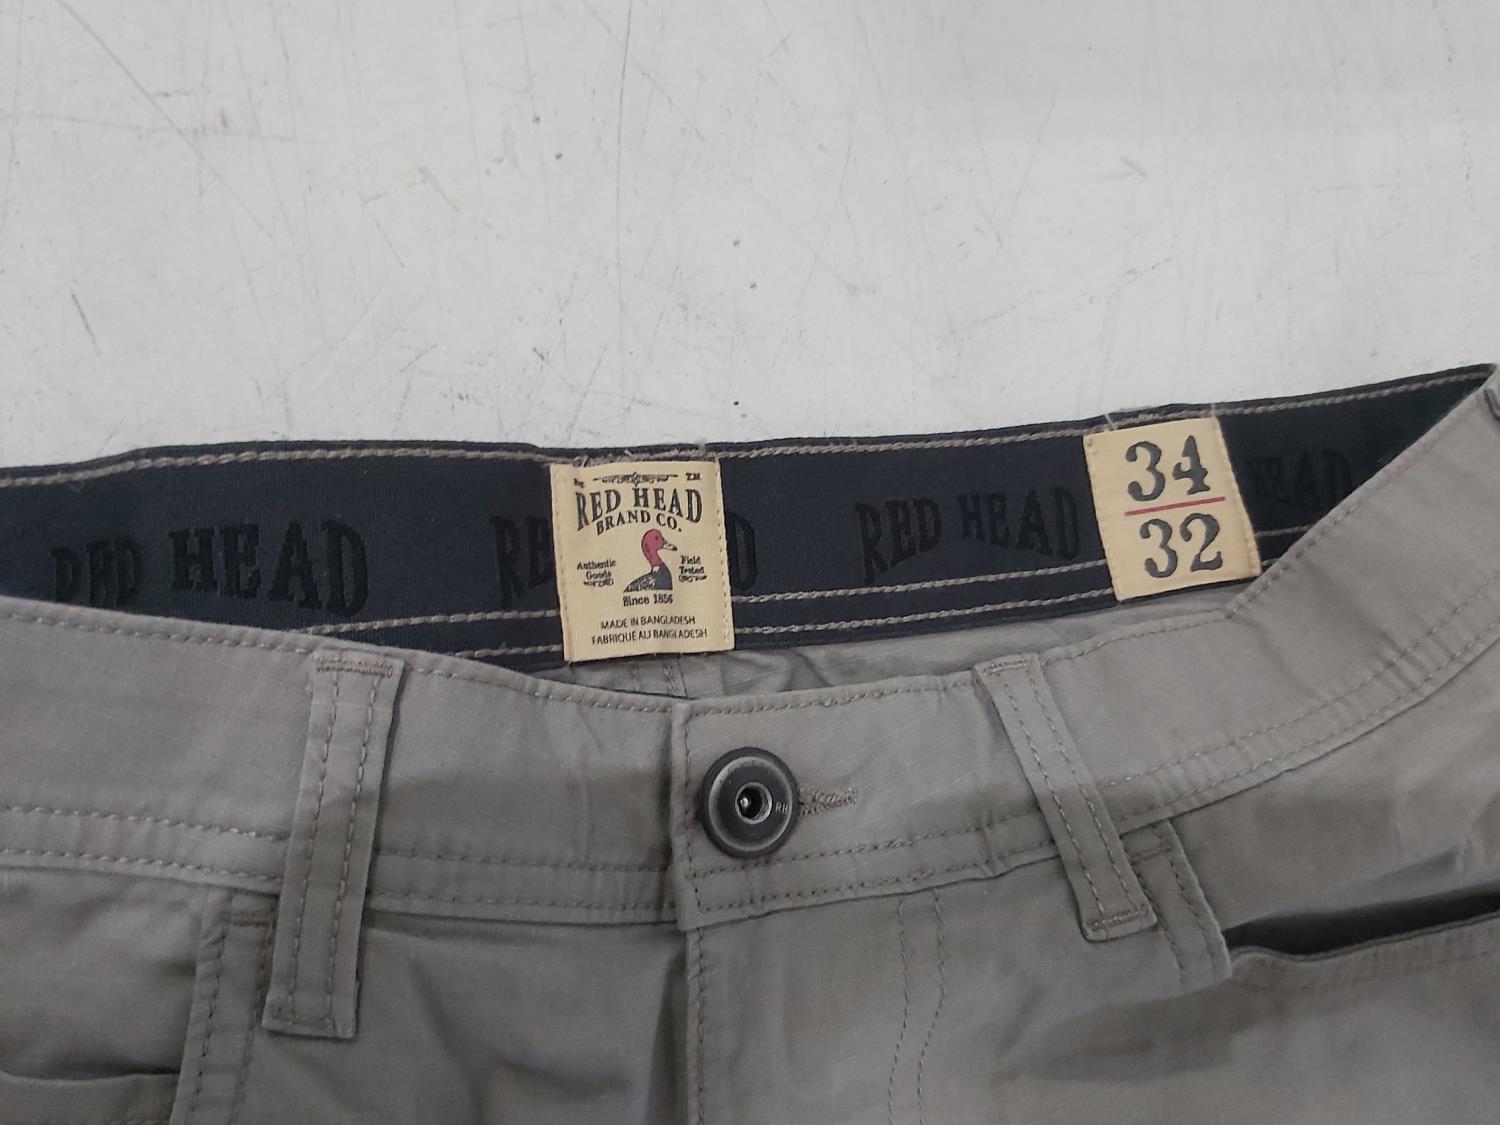 RED HEAD
BRAND CO.
Authentic Field
Goods Tested
Since 1856
MADE IN BANGLADESH
FABRIQUÉ AU BANGLADESH
34
32
RED HEAD
RED HEAD
HEAD
RH